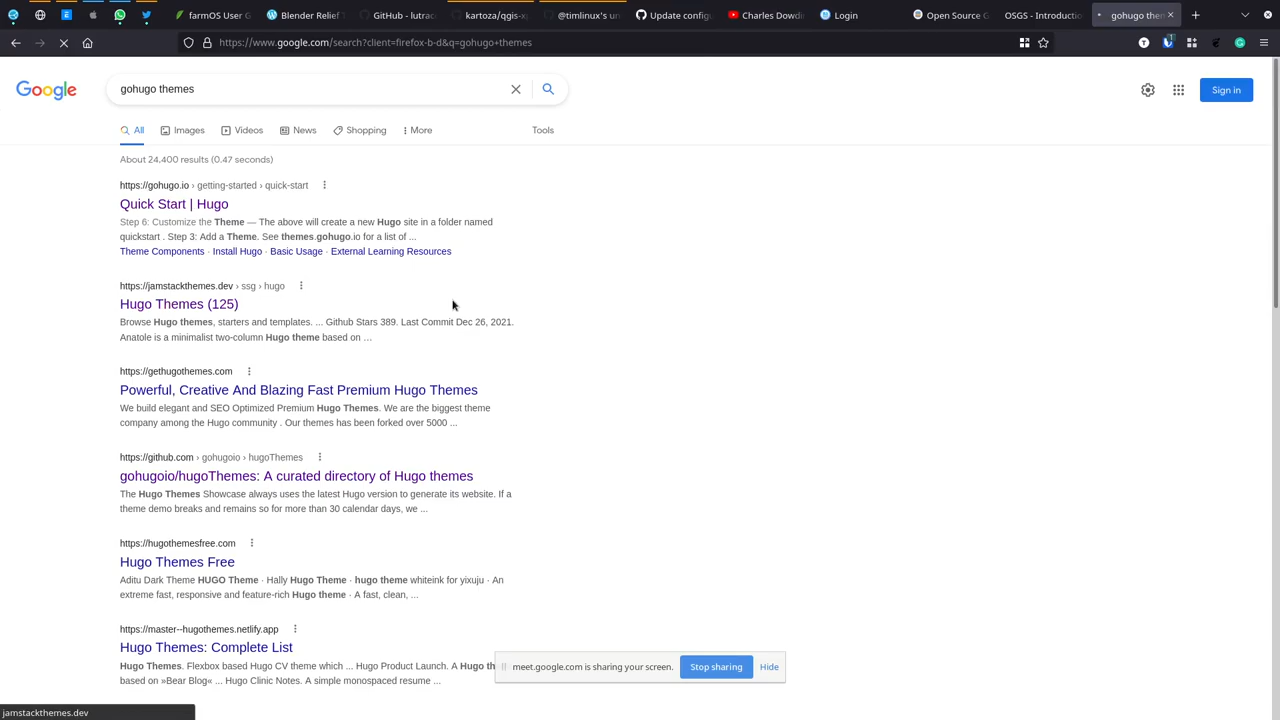 farmOS User G
Blender Relief T
GitHub - lutrac
kartoza/qgis-x
@timlinux's un
Update config
Charles Dowdi
Login
Open Source G
OSGS - Introductio
gohugo them
https://www.google.com/search?client=firefox-b-d&q=gohugo+themes
Google
gohugo themes
Sign in
All
Images
Videos
News
Shopping
More
Tools
About 24,400 results (0.47 seconds)
https://gohugo.io › getting-started › quick-start
Quick Start | Hugo
Step 6: Customize the Theme — The above will create a new Hugo site in a folder named
quickstart . Step 3: Add a Theme. See themes.gohugo.io for a list of ...
Theme Components · Install Hugo · Basic Usage · External Learning Resources
https://jamstackthemes.dev › ssg › hugo
Hugo Themes (125)
Browse Hugo themes, starters and templates. ... Github Stars 389. Last Commit Dec 26, 2021.
Anatole is a minimalist two-column Hugo theme based on ...
https://gethugothemes.com
Powerful, Creative And Blazing Fast Premium Hugo Themes
We build elegant and SEO Optimized Premium Hugo Themes. We are the biggest theme
company among the Hugo community . Our themes has been forked over 5000 ...
https://github.com › gohugoio › hugoThemes
gohugoio/hugoThemes: A curated directory of Hugo themes
The Hugo Themes Showcase always uses the latest Hugo version to generate its website. If a
theme demo breaks and remains so for more than 30 calendar days, we ...
https://hugothemesfree.com
Hugo Themes Free
Aditu Dark Theme HUGO Theme · Hally Hugo Theme · hugo theme whiteink for yixuju · An
extreme fast, responsive and feature-rich Hugo theme · A fast, clean, ...
https://master--hugothemes.netlify.app
Hugo Themes: Complete List
Hugo Themes. Flexbox based Hugo CV theme which ... Hugo Product Launch. A Hugo th
based on »Bear Blog« ... Hugo Clinic Notes. A simple monospaced resume ...
meet.google.com is sharing your screen.
Stop sharing
Hide
jamstackthemes.dev